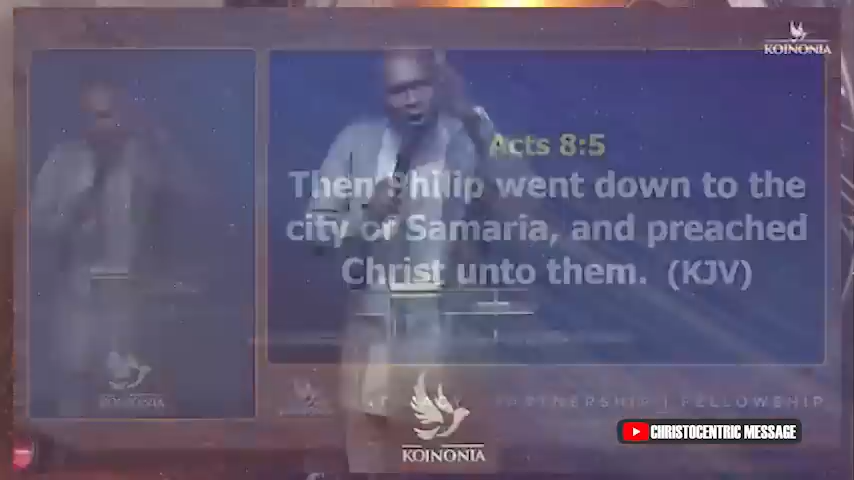 KOINONIA
Acts 8:5
Then Philip went down to the
city of Samaria, and preached
Christ unto them. (KJV)
PARTNERSHIP | FELLOWSHIP
KOINONIA
CHRISTOCENTRIC MESSAGE